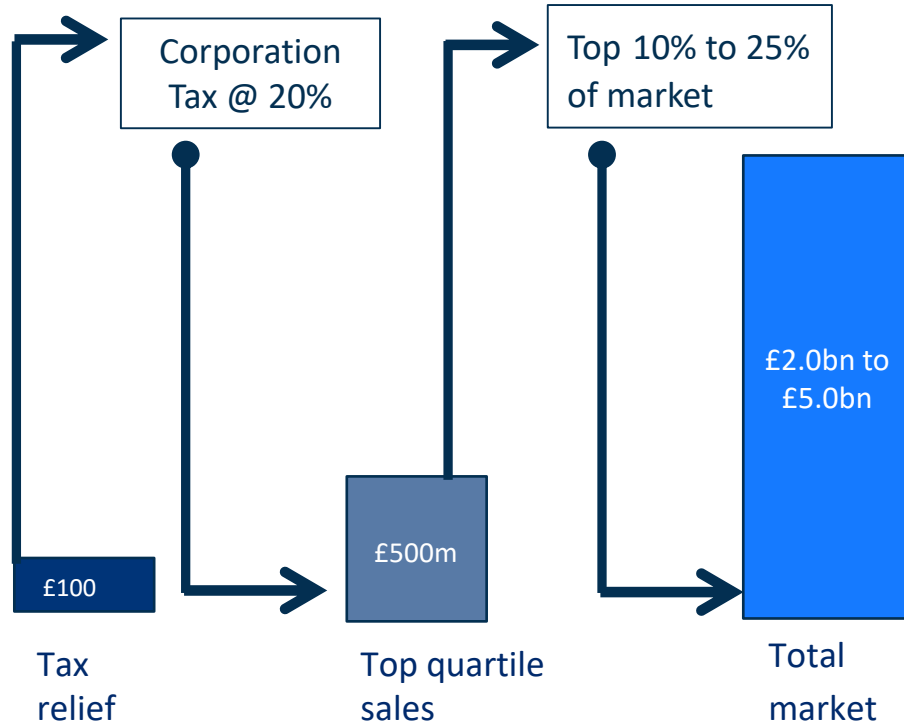 Corporation
Tax @ 20%
Top 10% to 25%
of market
£2.0bn to
£5.0bn
£500m
£100
Tax
relief
Top quartile
sales
Total
market